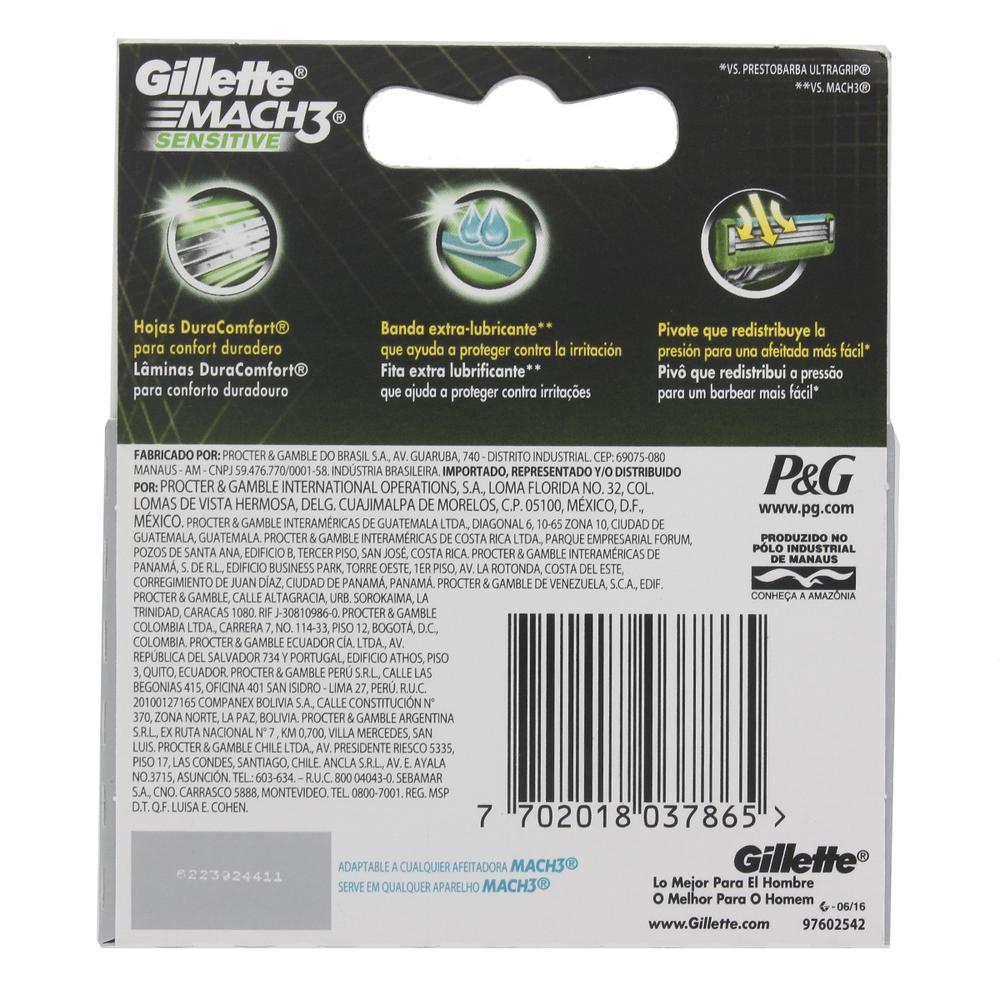 Gillette®
MACH3®
SENSITIVE
*VS. PRESTOBARBA ULTRAGRIP®
**VS. MACH3®
Hojas DuraComfort®
para confort duradero
Lâminas DuraComfort®
para conforto duradouro
Banda extra-lubricante**
que ayuda a proteger contra la irritación
Fita extra lubrificante**
que ajuda a proteger contra irritações
Pivote que redistribuye la
presión para una afeitada más fácil*
Pivô que redistribui a pressão
para um barbear mais fácil*
FABRICADO POR: PROCTER & GAMBLE DO BRASIL S.A., AV. GUARUBA, 740 - DISTRITO INDUSTRIAL. CEP: 69075-080
MANAUS - AM - CNPJ 59.476.770/0001-58. INDÚSTRIA BRASILEIRA. IMPORTADO, REPRESENTADO Y/O DISTRIBUIDO
POR: PROCTER & GAMBLE INTERNATIONAL OPERATIONS, S.A., LOMA FLORIDA NO. 32, COL.
LOMAS DE VISTA HERMOSA, DELG. CUAJIMALPA DE MORELOS, C.P. 05100, MÉXICO, D.F.,
MÉXICO. PROCTER & GAMBLE INTERAMÉRICAS DE GUATEMALA LTDA., DIAGONAL 6, 10-65 ZONA 10, CIUDAD DE
GUATEMALA, GUATEMALA. PROCTER & GAMBLE INTERAMÉRICAS DE COSTA RICA LTDA., PARQUE EMPRESARIAL FORUM,
POZOS DE SANTA ANA, EDIFICIO B, TERCER PISO, SAN JOSÉ, COSTA RICA. PROCTER & GAMBLE INTERAMÉRICAS DE
PANAMÁ, S. DE R.L., EDIFICIO BUSINESS PARK, TORRE OESTE, 1ER PISO, AV. LA ROTONDA, COSTA DEL ESTE,
CORREGIMIENTO DE JUAN DÍAZ, CIUDAD DE PANAMÁ, PANAMÁ. PROCTER & GAMBLE DE VENEZUELA, S.C.A., EDIF.
PROCTER & GAMBLE, CALLE ALTAGRACIA, URB. SOROKAIMA, LA
TRINIDAD, CARACAS 1080. RIF J-30810986-0. PROCTER & GAMBLE
COLOMBIA LTDA., CARRERA 7, NO. 114-33, PISO 12, BOGOTÁ, D.C.,
COLOMBIA. PROCTER & GAMBLE ECUADOR CÍA. LTDA., AV.
REPÚBLICA DEL SALVADOR 734 Y PORTUGAL, EDIFICIO ATHOS, PISO
3, QUITO, ECUADOR. PROCTER & GAMBLE PERÚ S.R.L., CALLE LAS
BEGONIAS 415, OFICINA 401 SAN ISIDRO - LIMA 27, PERÚ. R.U.C.
20100127165 COMPANEX BOLIVIA S.A., CALLE CONSTITUCIÓN N°
370, ZONA NORTE, LA PAZ, BOLIVIA. PROCTER & GAMBLE ARGENTINA
S.R.L., EX RUTA NACIONAL N° 7, KM 0,700, VILLA MERCEDES, SAN
LUIS. PROCTER & GAMBLE CHILE LTDA., AV. PRESIDENTE RIESCO 5335,
PISO 17, LAS CONDES, SANTIAGO, CHILE. ANCLA S.R.L., AV. E. AYALA
NO.3715, ASUNCIÓN. TEL.: 603-634. – R.U.C. 800 04043-0. SEBAMAR
S.A., CNO. CARRASCO 5888, MONTEVIDEO. TEL. 0800-7001. REG. MSP
D.T. Q.F. LUISA E. COHEN.
P&G
www.pg.com
PRODUZIDO NO
PÓLO INDUSTRIAL
DE MANAUS
CONHEÇA A AMAZÔNIA
7 702018 037865 >
6223924411
ADAPTABLE A CUALQUIER AFEITADORA MACH3®
SERVE EM QUALQUER APARELHO MACH3®
Gillette®
Lo Mejor Para El Hombre
O Melhor Para O Homem
-06/16
www.Gillette.com
97602542